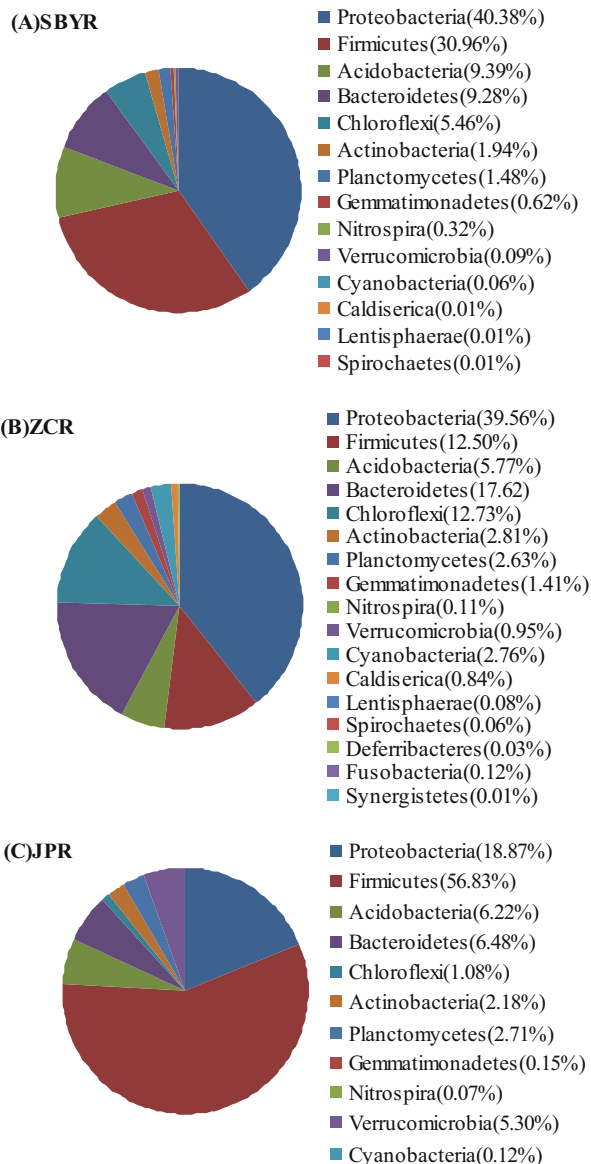 (A)SBYR
Proteobacteria(40.38%)
Firmicutes(30.96%)
Acidobacteria(9.39%)
Bacteroidetes(9.28%)
Chloroflexi(5.46%)
Actinobacteria(1.94%)
Planctomycetes(1.48%)
Gemmatimonadetes(0.62%)
Nitrospira(0.32%)
Verrucomicrobia(0.09%)
Cyanobacteria(0.06%)
Caldiserica(0.01%)
Lentisphaerae(0.01%)
Spirochaetes(0.01%)
(B)ZCR
Proteobacteria(39.56%)
Firmicutes(12.50%)
Acidobacteria(5.77%)
Bacteroidetes(17.62)
Chloroflexi(12.73%)
Actinobacteria(2.81%)
Planctomycetes(2.63%)
Gemmatimonadetes(1.41%)
Nitrospira(0.11%)
Verrucomicrobia(0.95%)
Cyanobacteria(2.76%)
Caldiserica(0.84%)
Lentisphaerae(0.08%)
Spirochaetes(0.06%)
Deferribacteres(0.03%)
Fusobacteria(0.12%)
Synergistetes(0.01%)
(C)JPR
Proteobacteria(18.87%)
Firmicutes(56.83%)
Acidobacteria(6.22%)
Bacteroidetes(6.48%)
Chloroflexi(1.08%)
Actinobacteria(2.18%)
Planctomycetes(2.71%)
Gemmatimonadetes(0.15%)
Nitrospira(0.07%)
Verrucomicrobia(5.30%)
Cyanobacteria(0.12%)